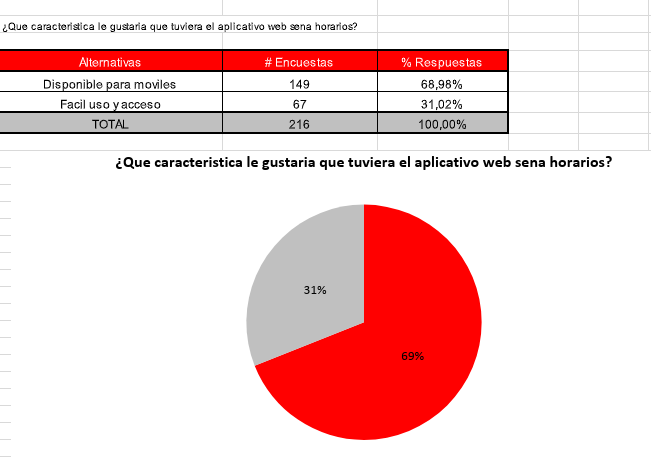 ¿Que caracteristica le gustaria que tuviera el aplicativo web sena horarios?
Alternativas # Encuestas % Respuestas
Disponible para moviles 149 68,98%
Facil uso y acceso 67 31,02%
TOTAL 216 100,00%
¿Que caracteristica le gustaria que tuviera el aplicativo web sena horarios?
31%
69%